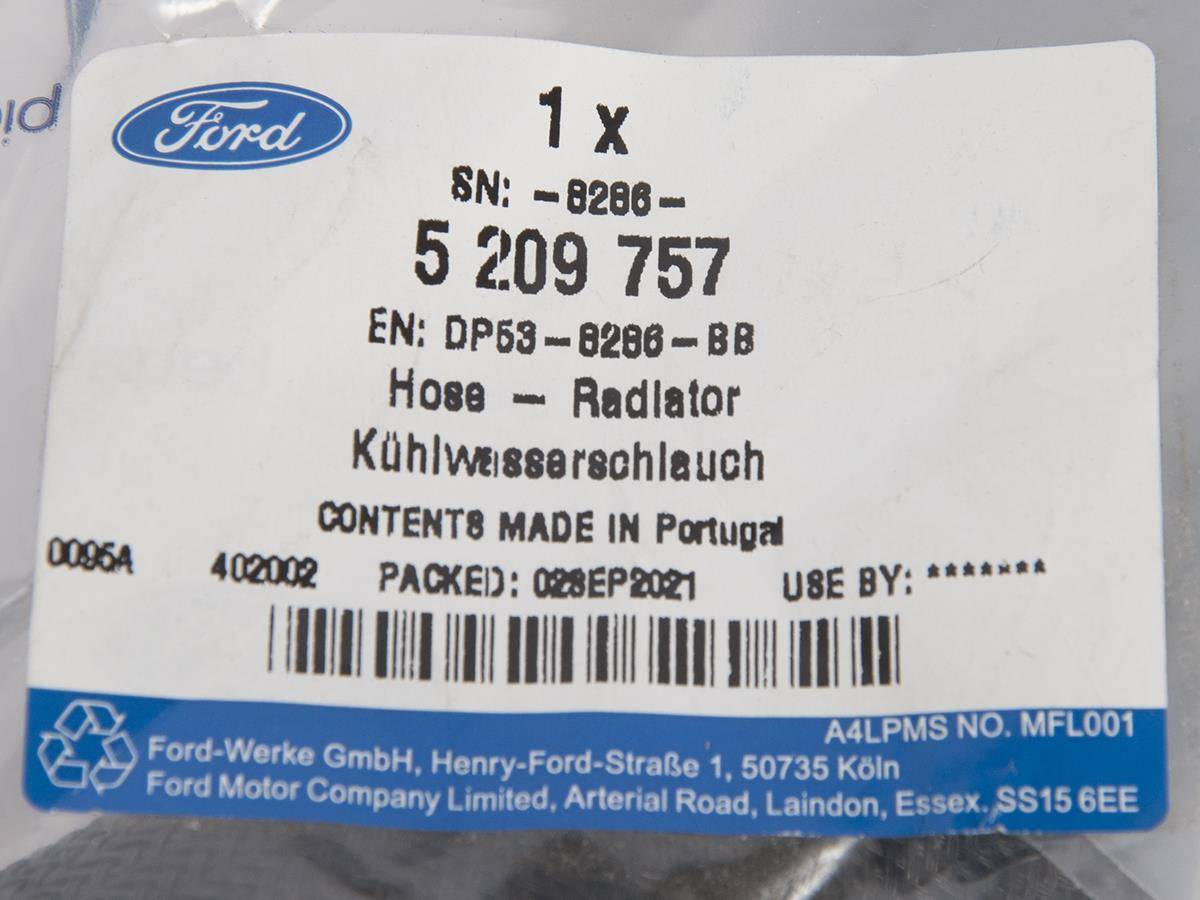 Ford
1 x
SN: -8286-
5 209 757
EN: DP53-8286-BB
Hose - Radiator
Kühlwasserschlauch
CONTENTS MADE IN Portugal
0095A 402002 PACKED: 02SEP2021 USE BY: *******
A4LPMS NO. MFL001
Ford-Werke GmbH, Henry-Ford-Straße 1, 50735 Köln
Ford Motor Company Limited, Arterial Road, Laindon, Essex. SS15 6EE